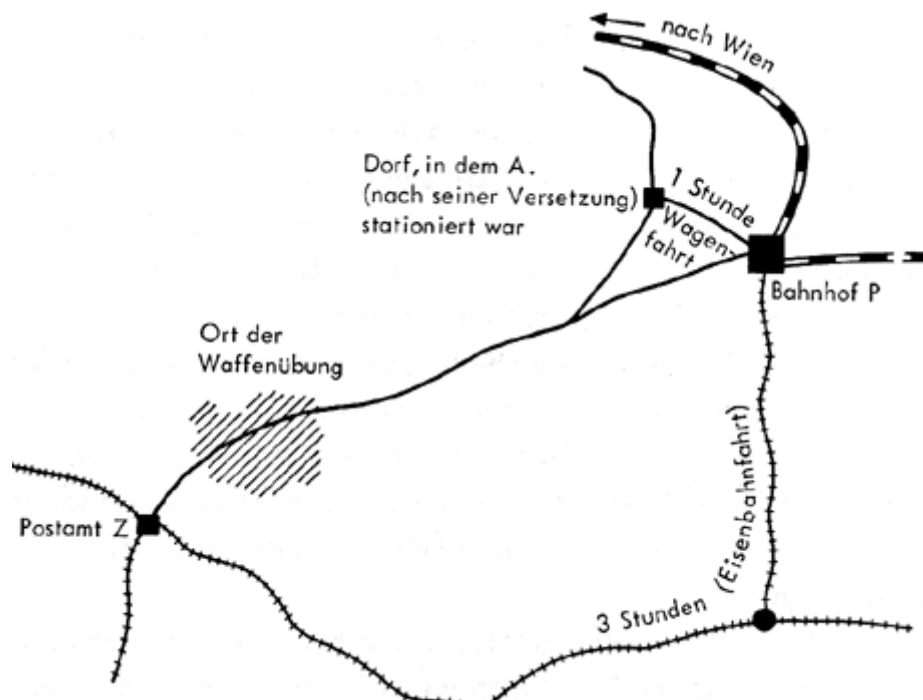 nach Wien
Dorf, in dem A.
(nach seiner Versetzung)
stationiert war
1 Stunde
Wagen-
fahrt
Bahnhof P
Ort der
Waffenübung
(Eisenbahnfahrt)
Postamt Z
3 Stunden